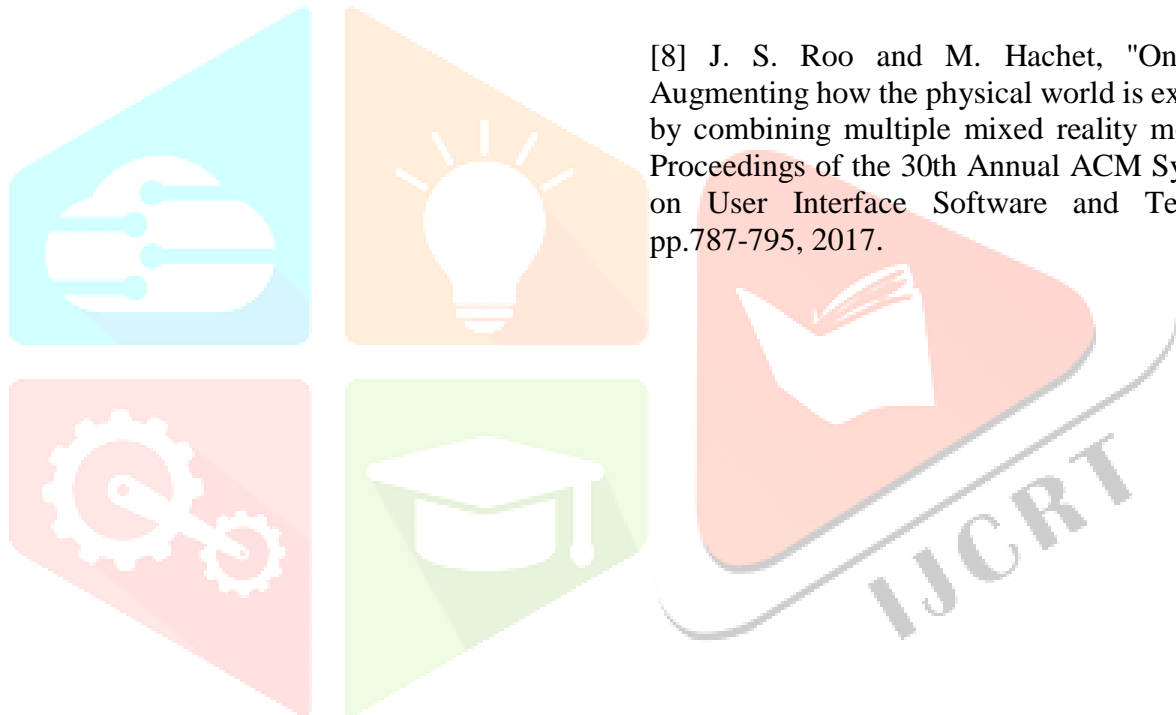 [8] J. S. Roo and M. Hachet, "On
Augmenting how the physical world is ex
by combining multiple mixed reality m
Proceedings of the 30th Annual ACM Sy
on User Interface Software and Te
pp.787-795, 2017.
IJCRT